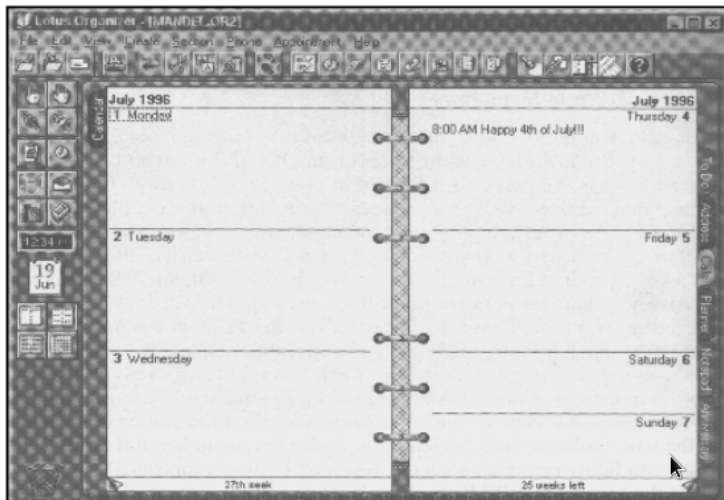 Lotus Organizer - [MANDEL.OR2]
File Edit View Create Section Phone Appointment Help
Calendar
July 1996
1 Monday
2 Tuesday
3 Wednesday
27th week
July 1996
Thursday 4
8:00 AM Happy 4th of July!!!
Friday 5
Saturday 6
Sunday 7
25 weeks left
To Do
Address
Calls
Planner
Notepad
Anniversary
12:34
19
Jun